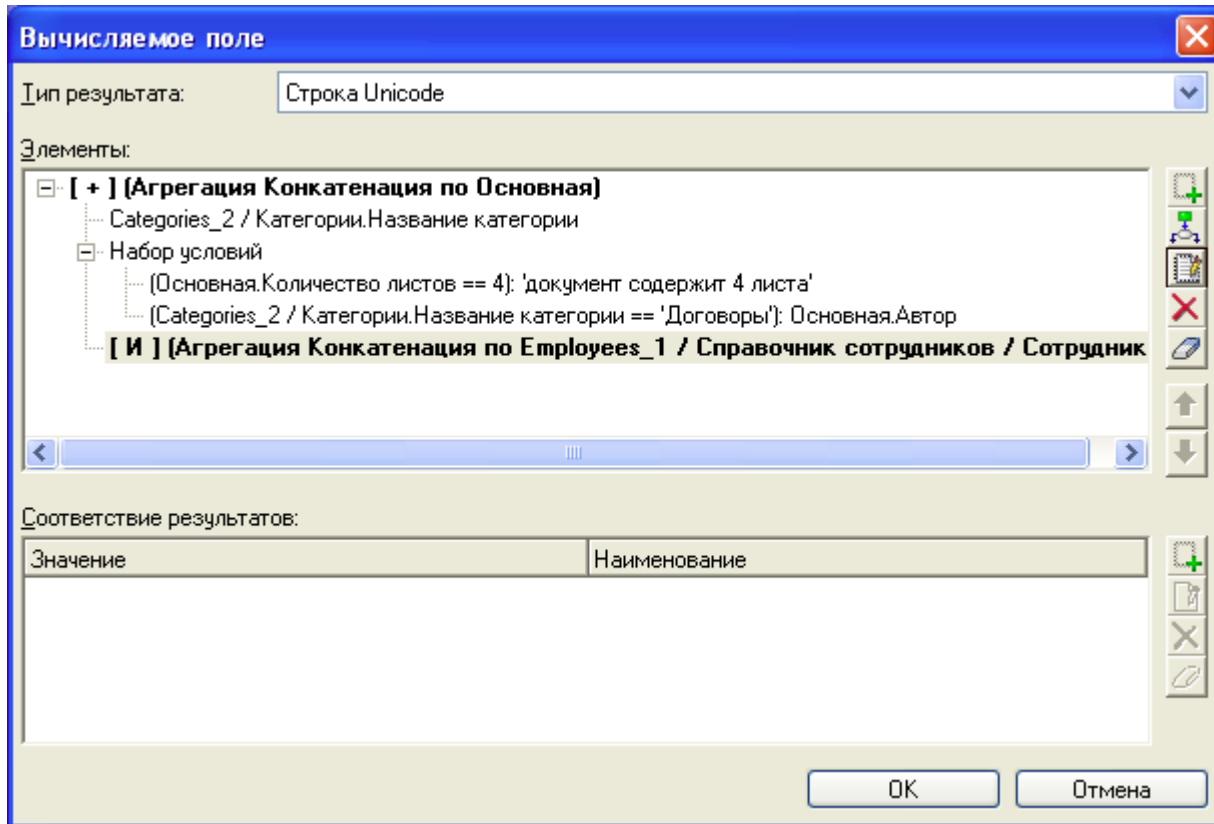 Вычисляемое поле
Тип результата: Строка Unicode
Элементы:
[ + ] (Агрегация Конкатенация по Основная)
Categories_2 / Категории.Название категории
Набор условий
(Основная.Количество листов == 4): 'документ содержит 4 листа'
(Categories_2 / Категории.Название категории == 'Договоры'): Основная.Автор
[ И ] (Агрегация Конкатенация по Employees_1 / Справочник сотрудников / Сотрудник
Соответствие результатов:
Значение Наименование
OK Отмена